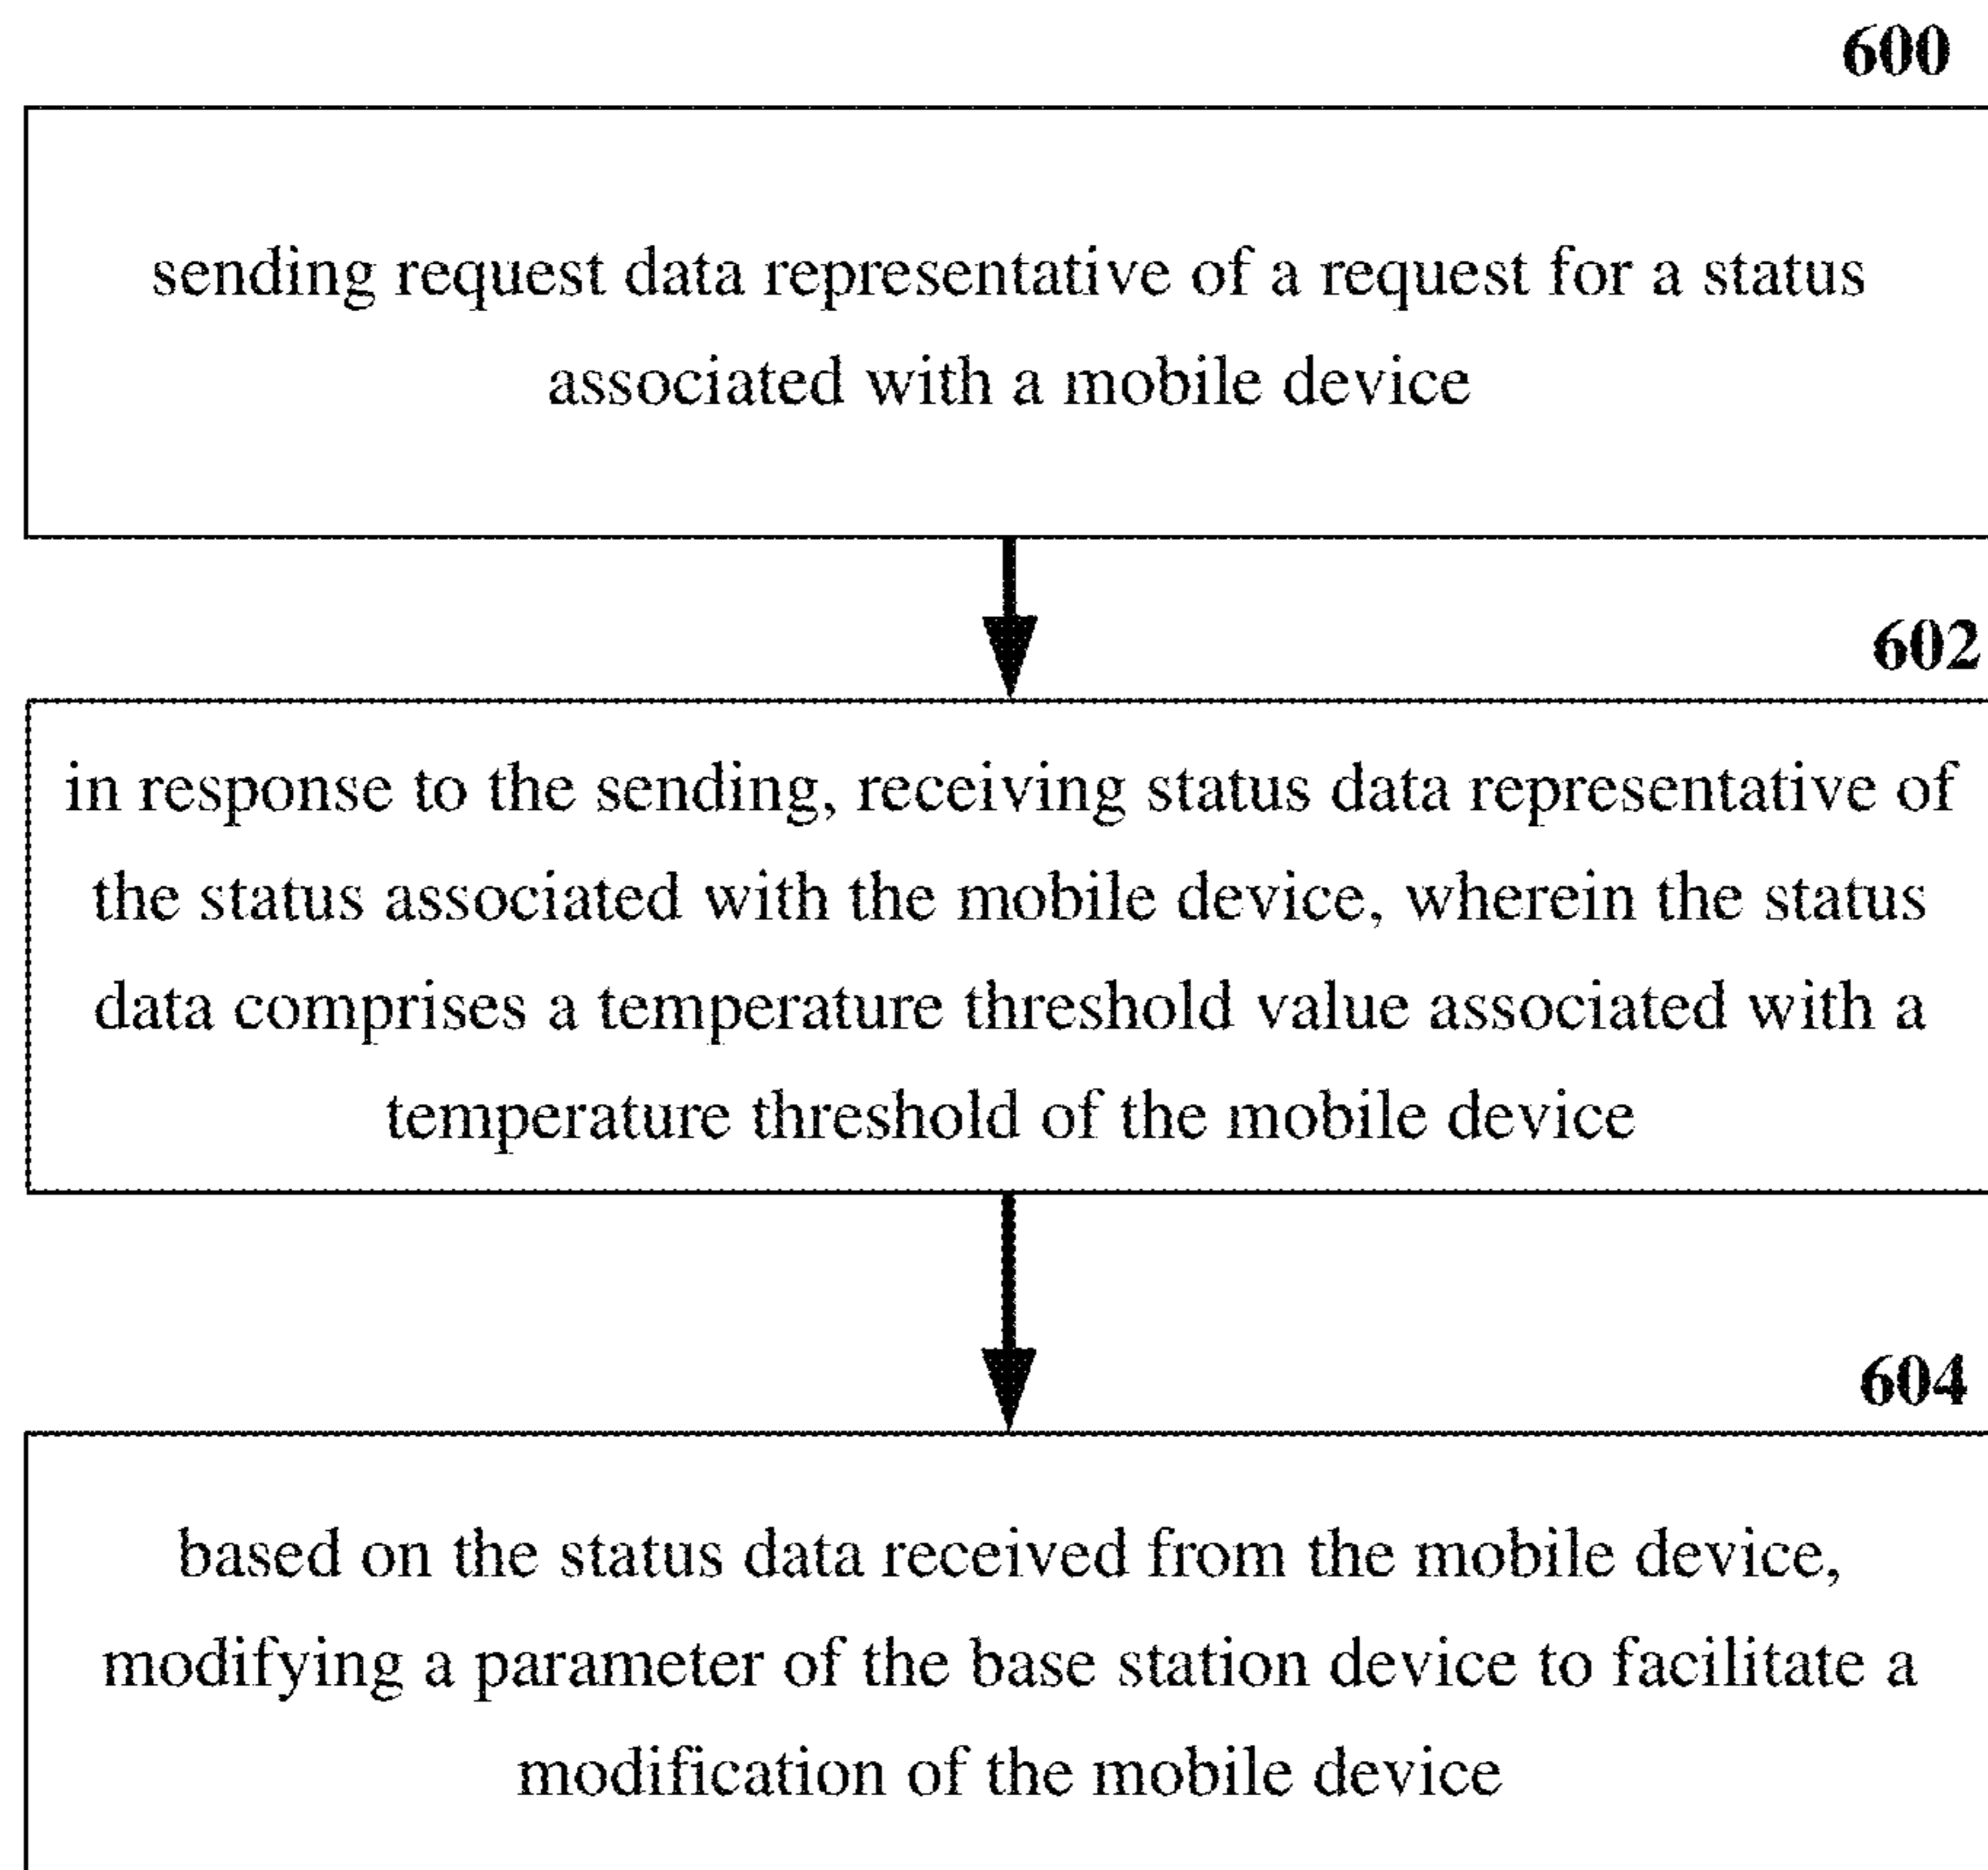 600
sending request data representative of a request for a status
associated with a mobile device
602
in response to the sending, receiving status data representative of
the status associated with the mobile device, wherein the status
data comprises a temperature threshold value associated with a
temperature threshold of the mobile device
604
based on the status data received from the mobile device,
modifying a parameter of the base station device to facilitate a
modification of the mobile device